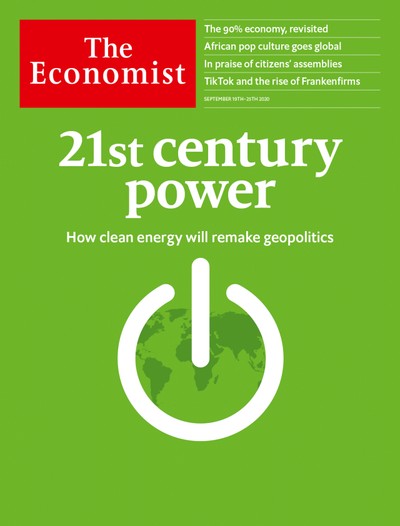 The
Economist
The 90% economy, revisited
African pop culture goes global
In praise of citizens' assemblies
TikTok and the rise of Frankenfirms
SEPTEMBER 19TH–25TH 2020
21st century
power
How clean energy will remake geopolitics